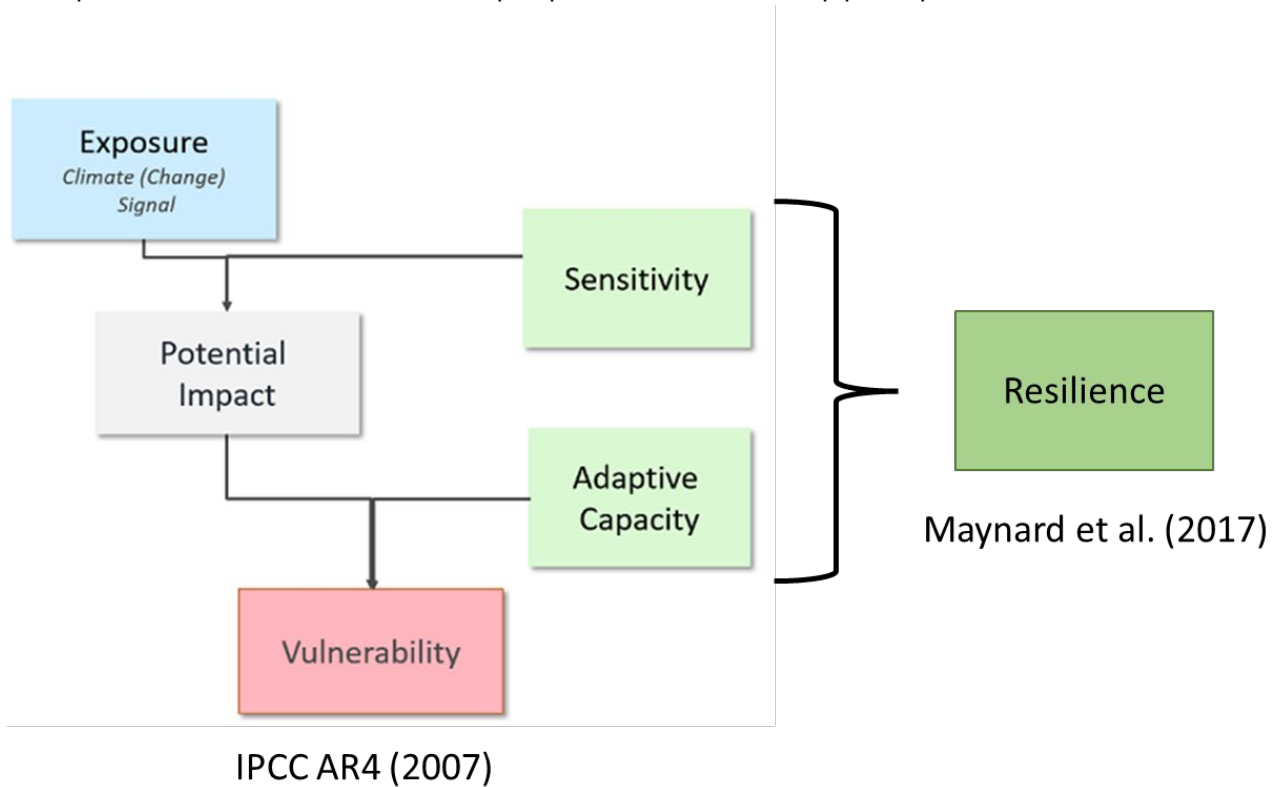 Exposure
Climate (Change)
Signal
Sensitivity
Potential
Impact
Resilience
Adaptive
Capacity
Maynard et al. (2017)
Vulnerability
IPCC AR4 (2007)